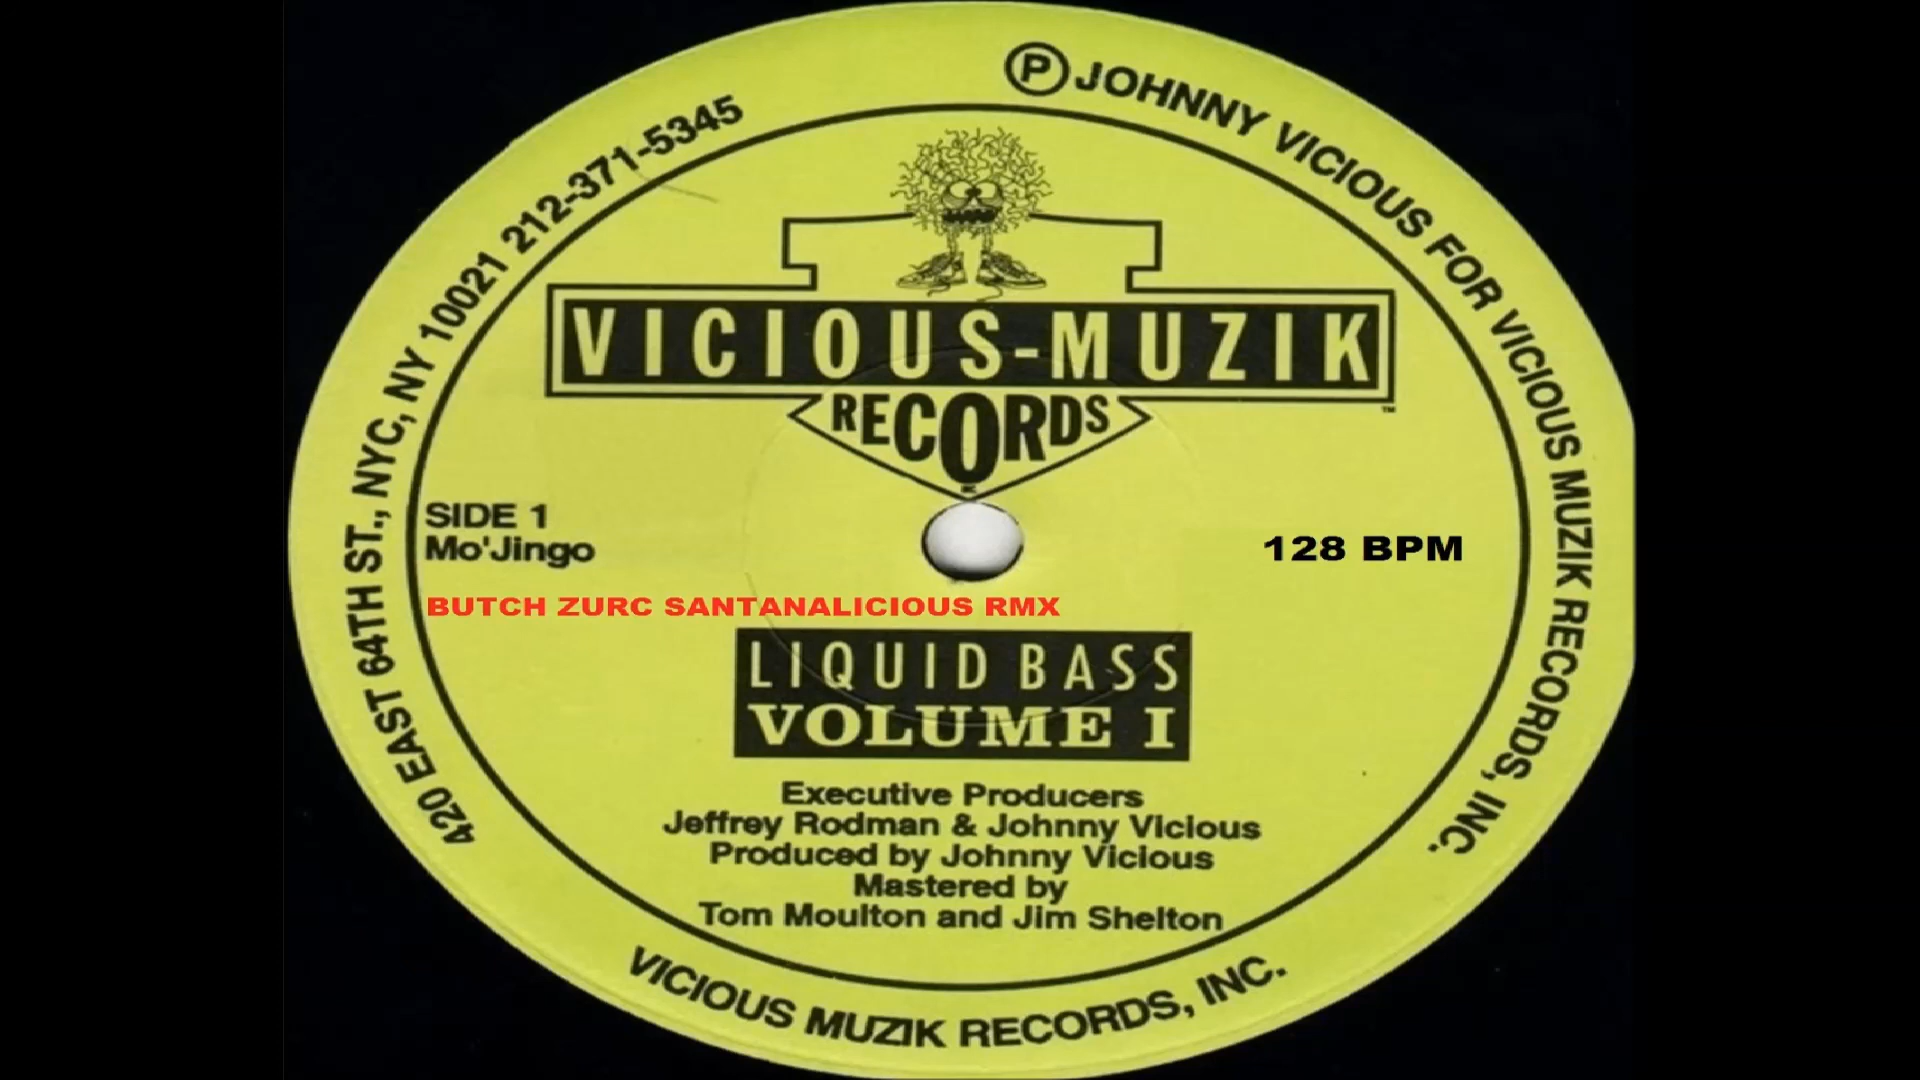 ℗ JOHNNY VICIOUS FOR VICIOUS MUZIK RECORDS, INC.
420 EAST 64TH ST., NYC, NY 10021 212-371-5345
VICIOUS-MUZIK
TM
RECORDS
SIDE 1
Mo'Jingo
128 BPM
BUTCH ZURC SANTANALICIOUS RMX
LIQUID BASS
VOLUME I
Executive Producers
Jeffrey Rodman & Johnny Vicious
Produced by Johnny Vicious
Mastered by
Tom Moulton and Jim Shelton
VICIOUS MUZIK RECORDS, INC.